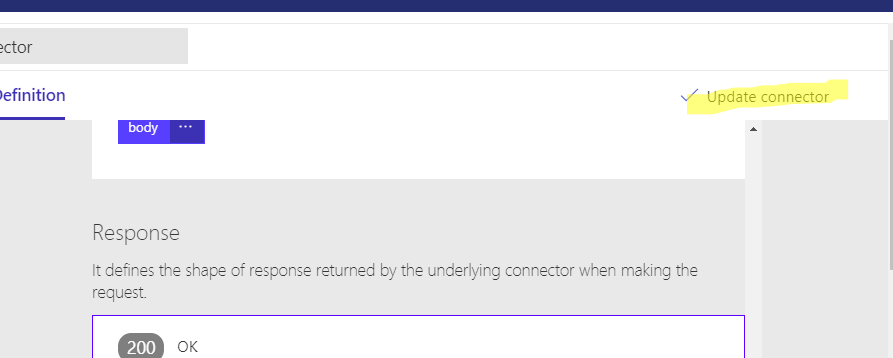 ector
Definition
Update connector
body ...
Response
It defines the shape of response returned by the underlying connector when making the
request.
200 OK